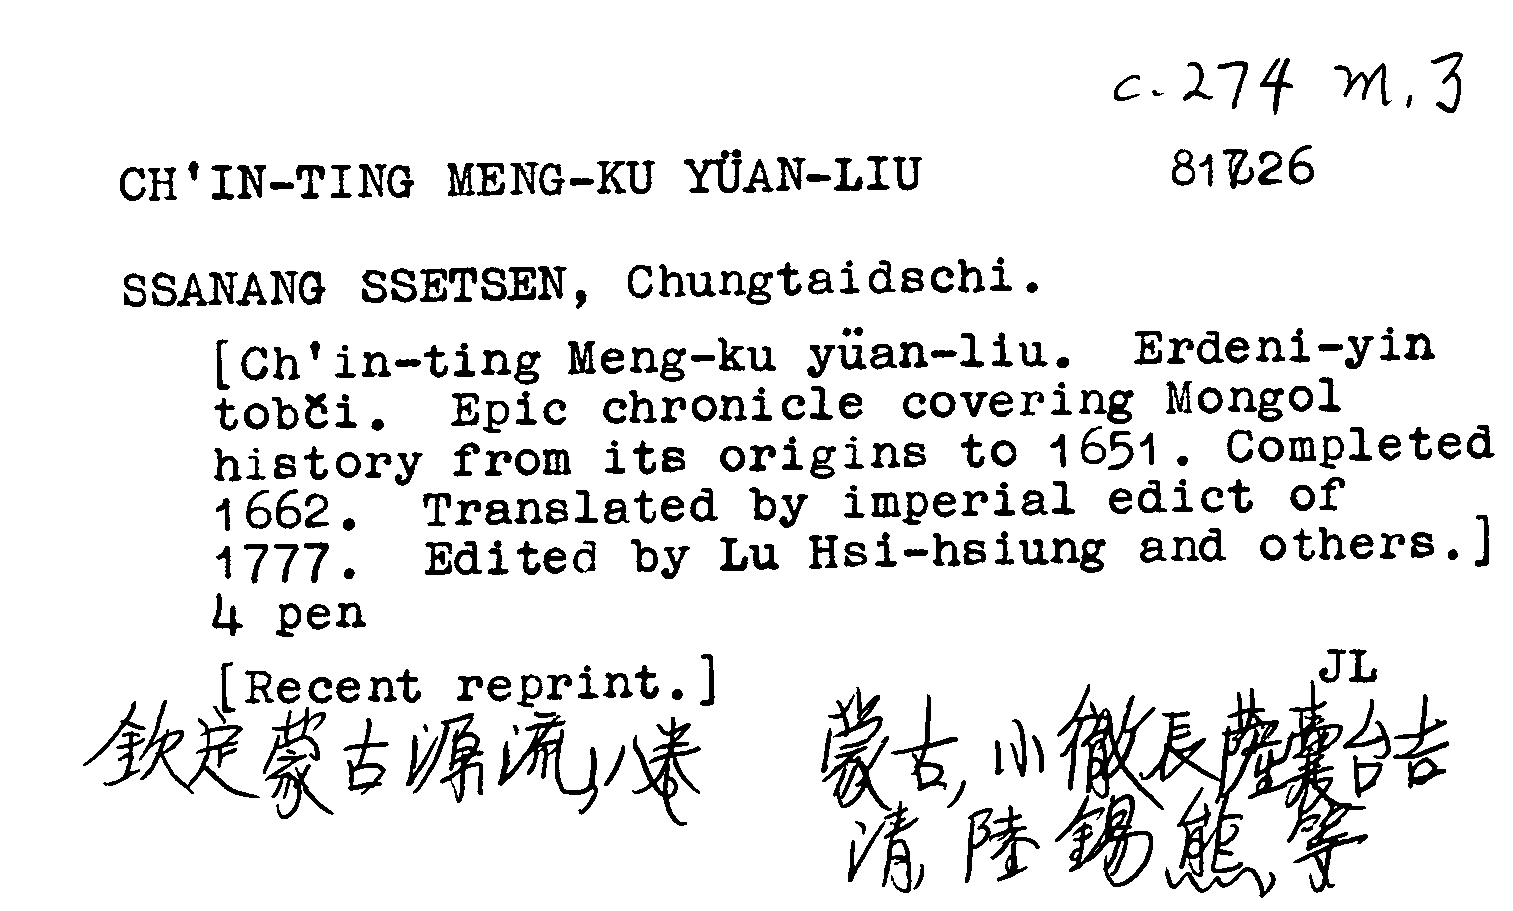 c. 274 m. 3
CH'IN-TING MENG-KU YÜAN-LIU 81726
SSANANG SSETSEN, Chungtaidschi.
[Ch'in-ting Meng-ku yüan-liu. Erdeni-yin
tobči. Epic chronicle covering Mongol
history from its origins to 1651. Completed
1662. Translated by imperial edict of
1777. Edited by Lu Hsi-hsiung and others.]
4 pen
JL
[Recent reprint.]
欽定蒙古源流, 八卷 蒙古, 小徹辰薩囊台吉
清, 陸錫熊, 等